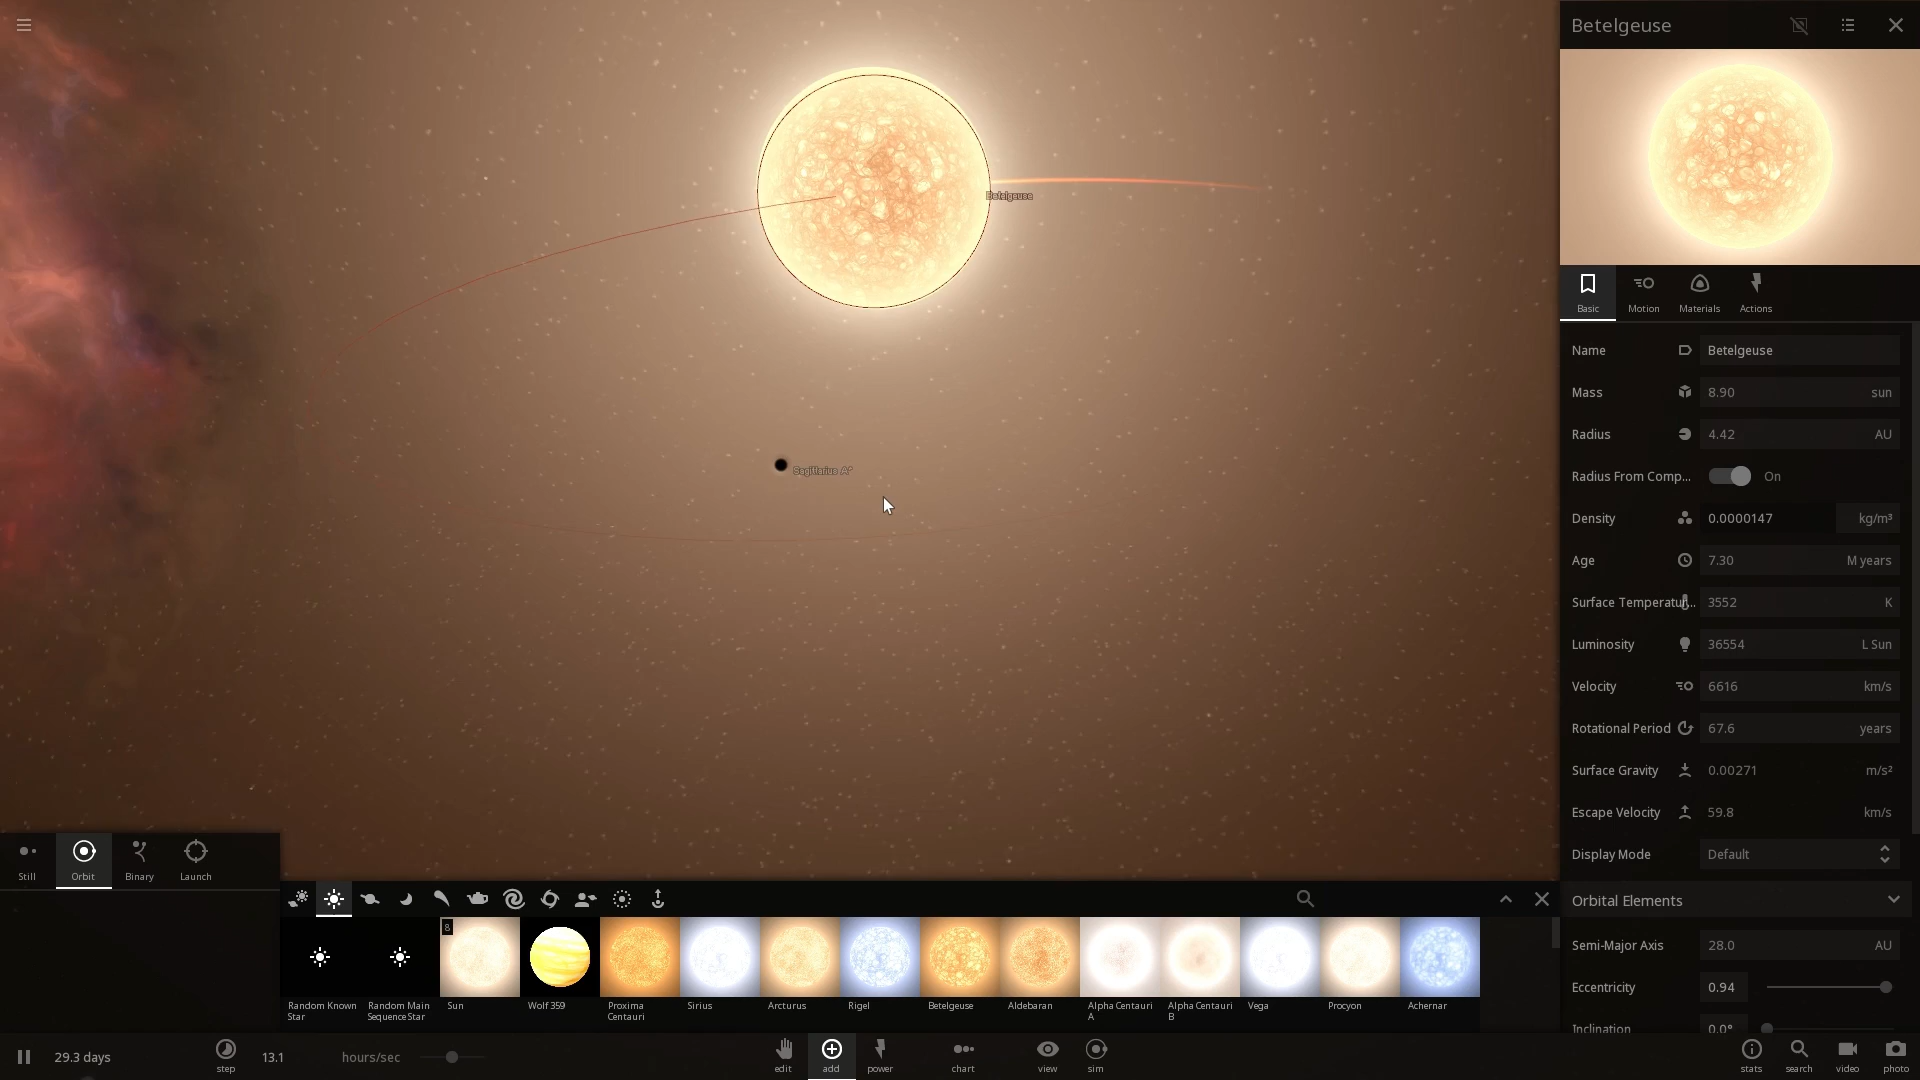 Betelgeuse
Betelgeuse
Sagittarius A*
Basic
Motion
Materials
Actions
Name
Betelgeuse
Mass
8.90
sun
Radius
4.42
AU
Radius From Comp...
On
Density
0.0000147
kg/m³
Age
7.30
M years
Surface Temperatur...
3552
K
Luminosity
36554
L Sun
Velocity
6616
km/s
Rotational Period
67.6
years
Surface Gravity
0.00271
m/s²
Escape Velocity
59.8
km/s
Display Mode
Default
Orbital Elements
Semi-Major Axis
28.0
AU
Eccentricity
0.94
Inclination
0.0°
Still
Orbit
Binary
Launch
8
Random Known
Star
Random Main
Sequence Star
Sun
Wolf 359
Proxima
Centauri
Sirius
Arcturus
Rigel
Betelgeuse
Aldebaran
Alpha Centauri
A
Alpha Centauri
B
Vega
Procyon
Achernar
29.3 days
step
13.1
hours/sec
edit
add
power
chart
view
sim
stats
search
video
photo